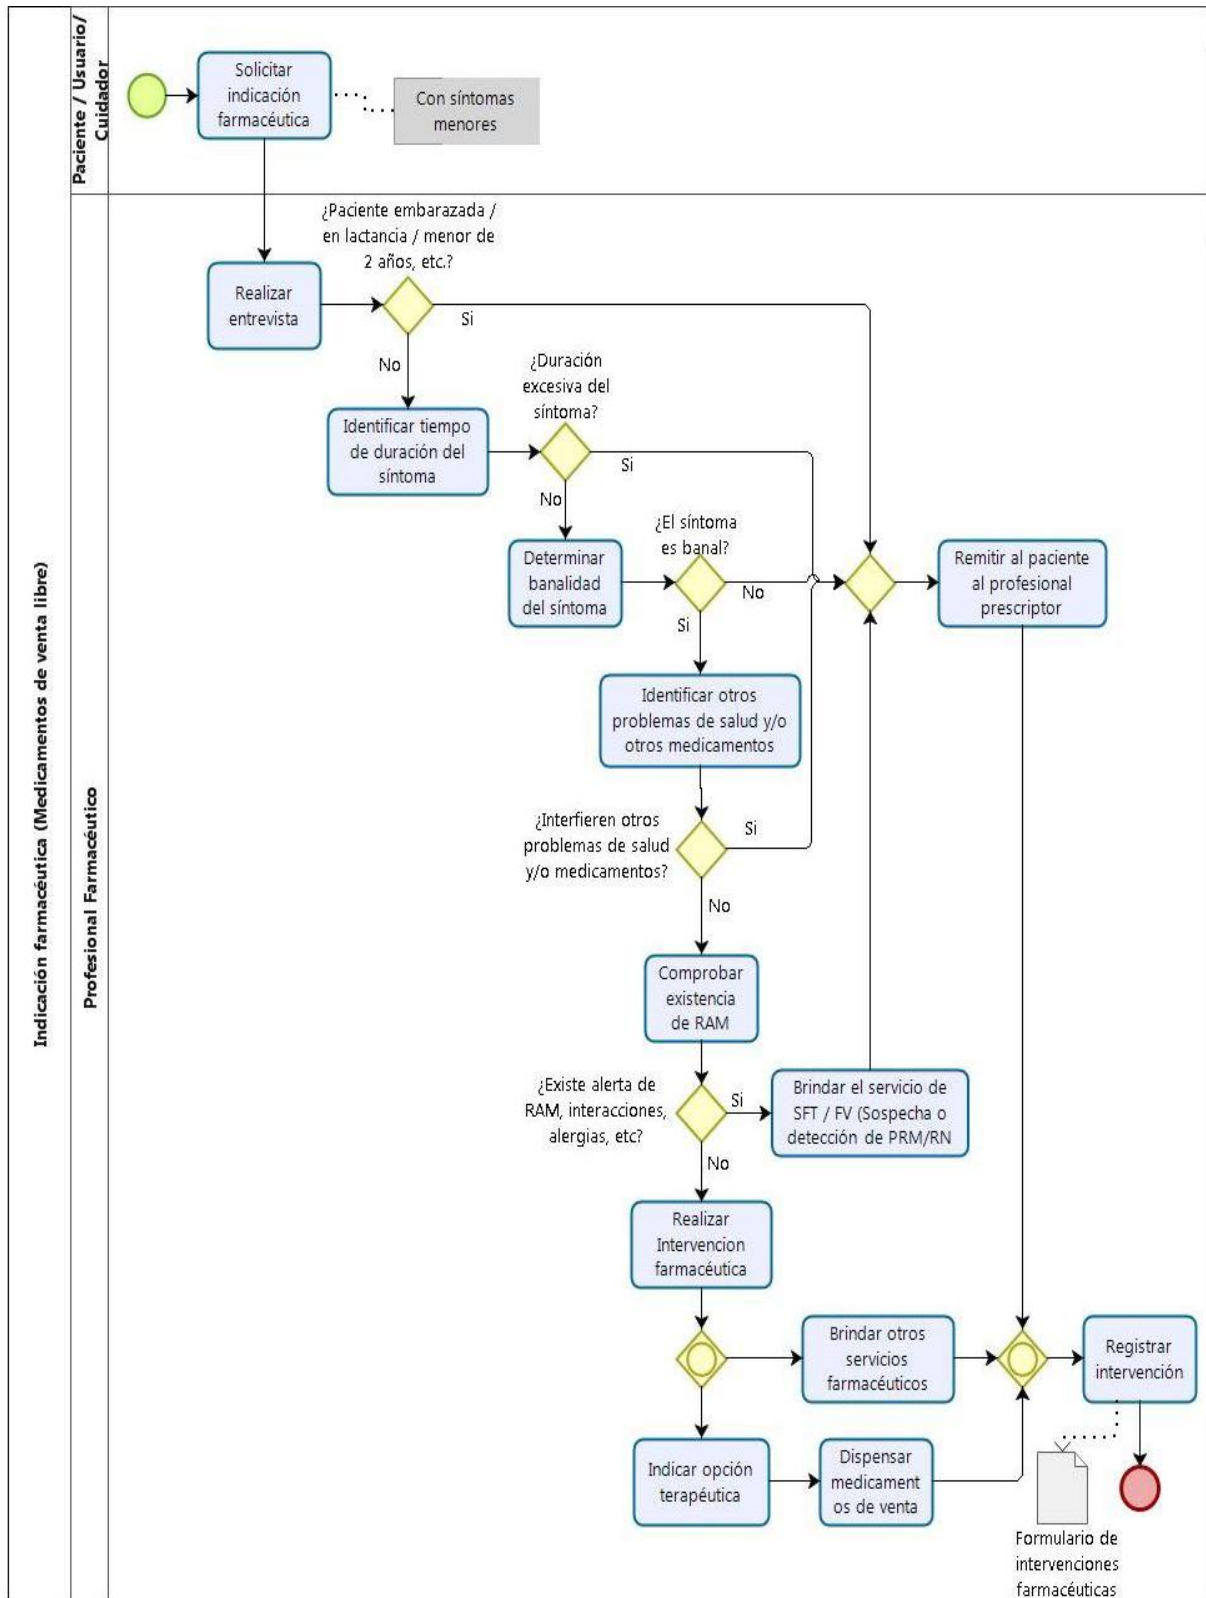 Indicación farmacéutica (Medicamentos de venta libre)
Paciente / Usuario/
Cuidador
Solicitar
indicación
farmacéutica
Con síntomas
menores
Profesional Farmacéutico
¿Paciente embarazada /
en lactancia / menor de
2 años, etc.?
Realizar
entrevista
Si
No
¿Duración
excesiva del
síntoma?
Identificar tiempo
de duración del
síntoma
Si
No
¿El síntoma
es banal?
Determinar
banalidad
del síntoma
No
Si
Remitir al paciente
al profesional
prescriptor
Identificar otros
problemas de salud y/o
otros medicamentos
¿Interfieren otros
problemas de salud
y/o medicamentos?
Si
No
Comprobar
existencia
de RAM
¿Existe alerta de
RAM, interacciones,
alergias, etc?
Si
Brindar el servicio de
SFT / FV (Sospecha o
detección de PRM/RN
No
Realizar
Intervencion
farmacéutica
Brindar otros
servicios
farmacéuticos
Registrar
intervención
Indicar opción
terapéutica
Dispensar
medicament
os de venta
Formulario de
intervenciones
farmacéuticas